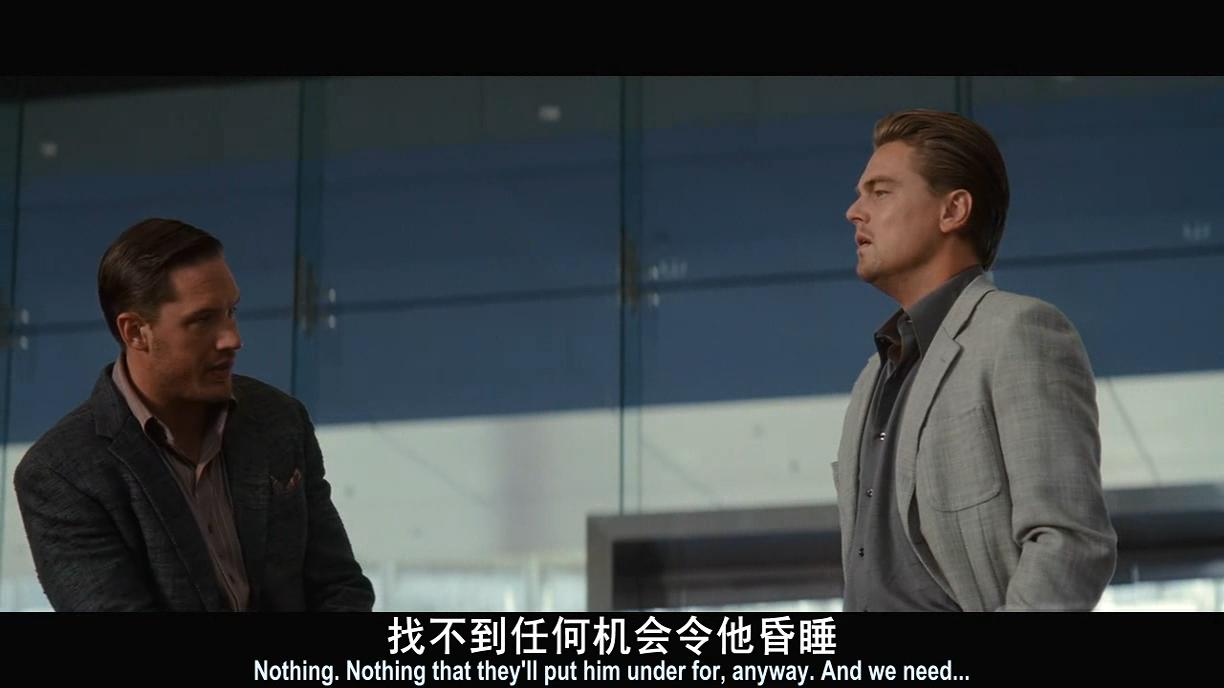 找不到任何机会令他昏睡
Nothing. Nothing that they'll put him under for, anyway. And we need...